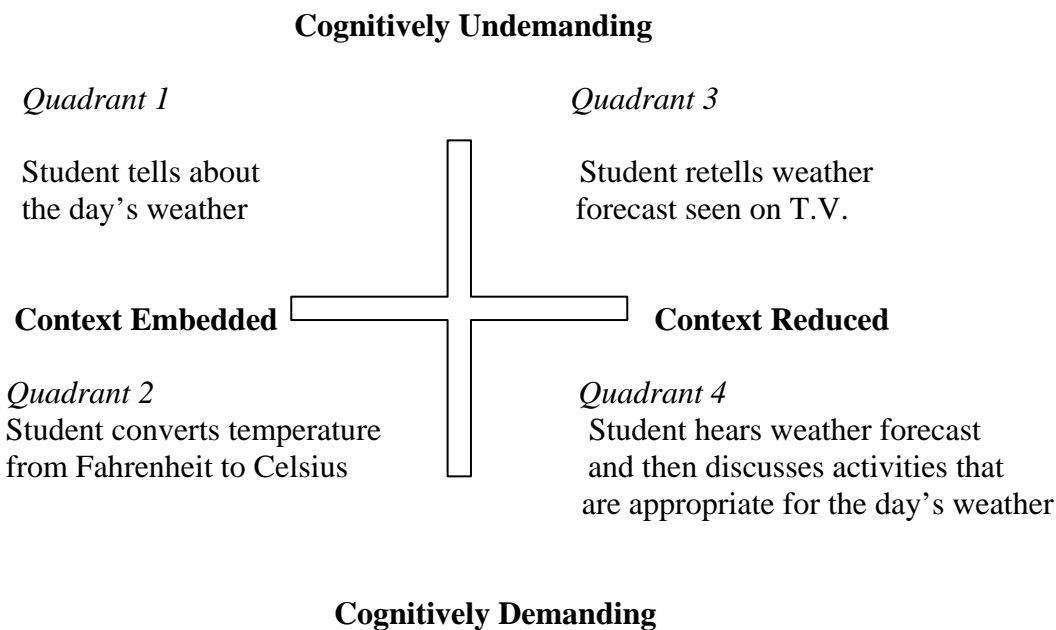 Cognitively Undemanding
Quadrant 1
Student tells about
the day’s weather
Quadrant 3
Student retells weather
forecast seen on T.V.
Context Embedded
Context Reduced
Quadrant 2
Student converts temperature
from Fahrenheit to Celsius
Quadrant 4
Student hears weather forecast
and then discusses activities that
are appropriate for the day’s weather
Cognitively Demanding